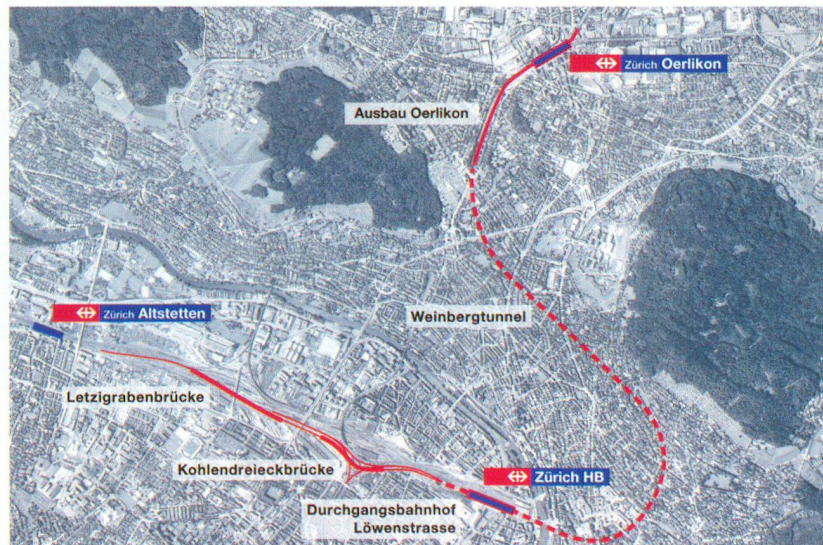 Zürich Oerlikon
Ausbau Oerlikon
Zürich Altstetten
Weinbergtunnel
Letzigrabenbrücke
Kohlendreieckbrücke
Zürich HB
Durchgangsbahnhof
Löwenstrasse